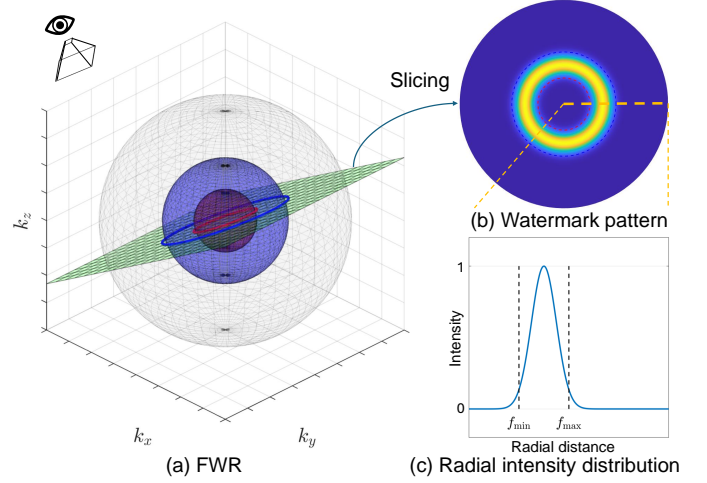 Slicing
k_z
(b) Watermark pattern
1
Intensity
0
f_min
f_max
k_x
k_y
Radial distance
(a) FWR
(c) Radial intensity distribution